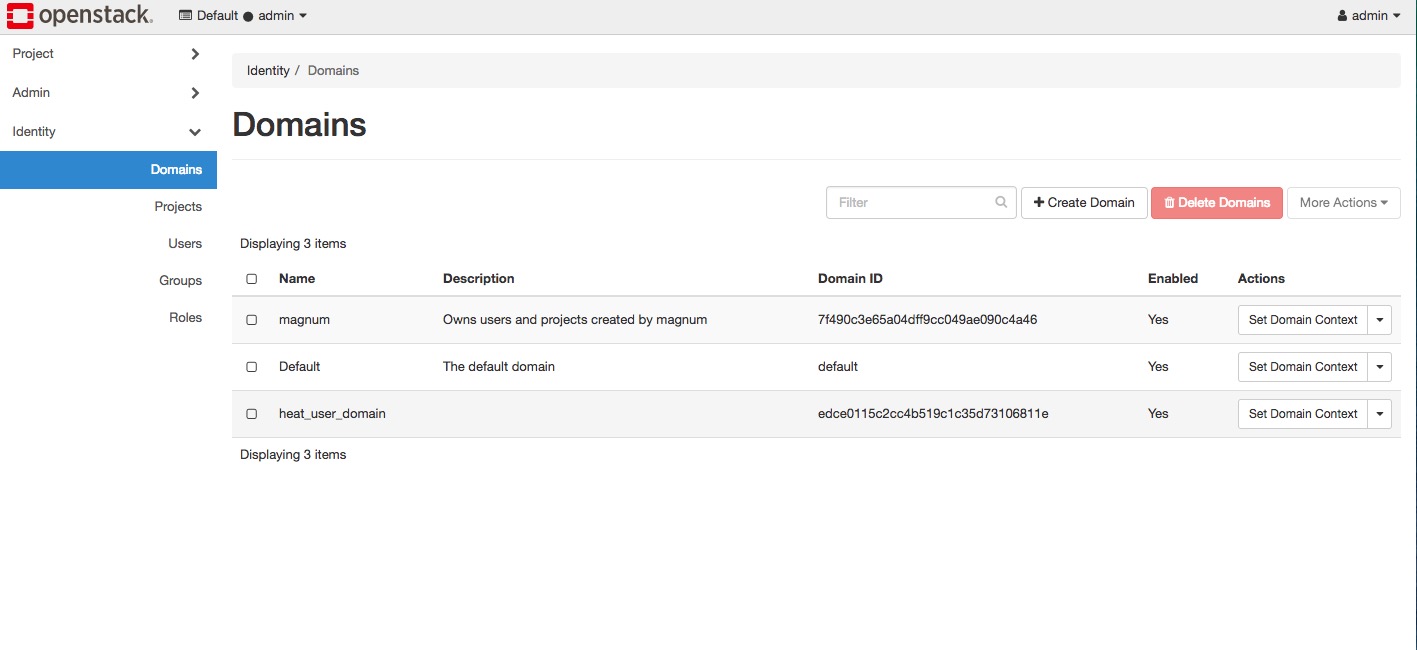 openstack. Default ● admin admin
Project
Admin
Identity
Domains
Projects
Users
Groups
Roles
Identity / Domains
Domains
Filter Create Domain Delete Domains More Actions
Displaying 3 items
Name Description Domain ID Enabled Actions
magnum Owns users and projects created by magnum 7f490c3e65a04dff9cc049ae090c4a46 Yes Set Domain Context
Default The default domain default Yes Set Domain Context
heat_user_domain edce0115c2cc4b519c1c35d73106811e Yes Set Domain Context
Displaying 3 items